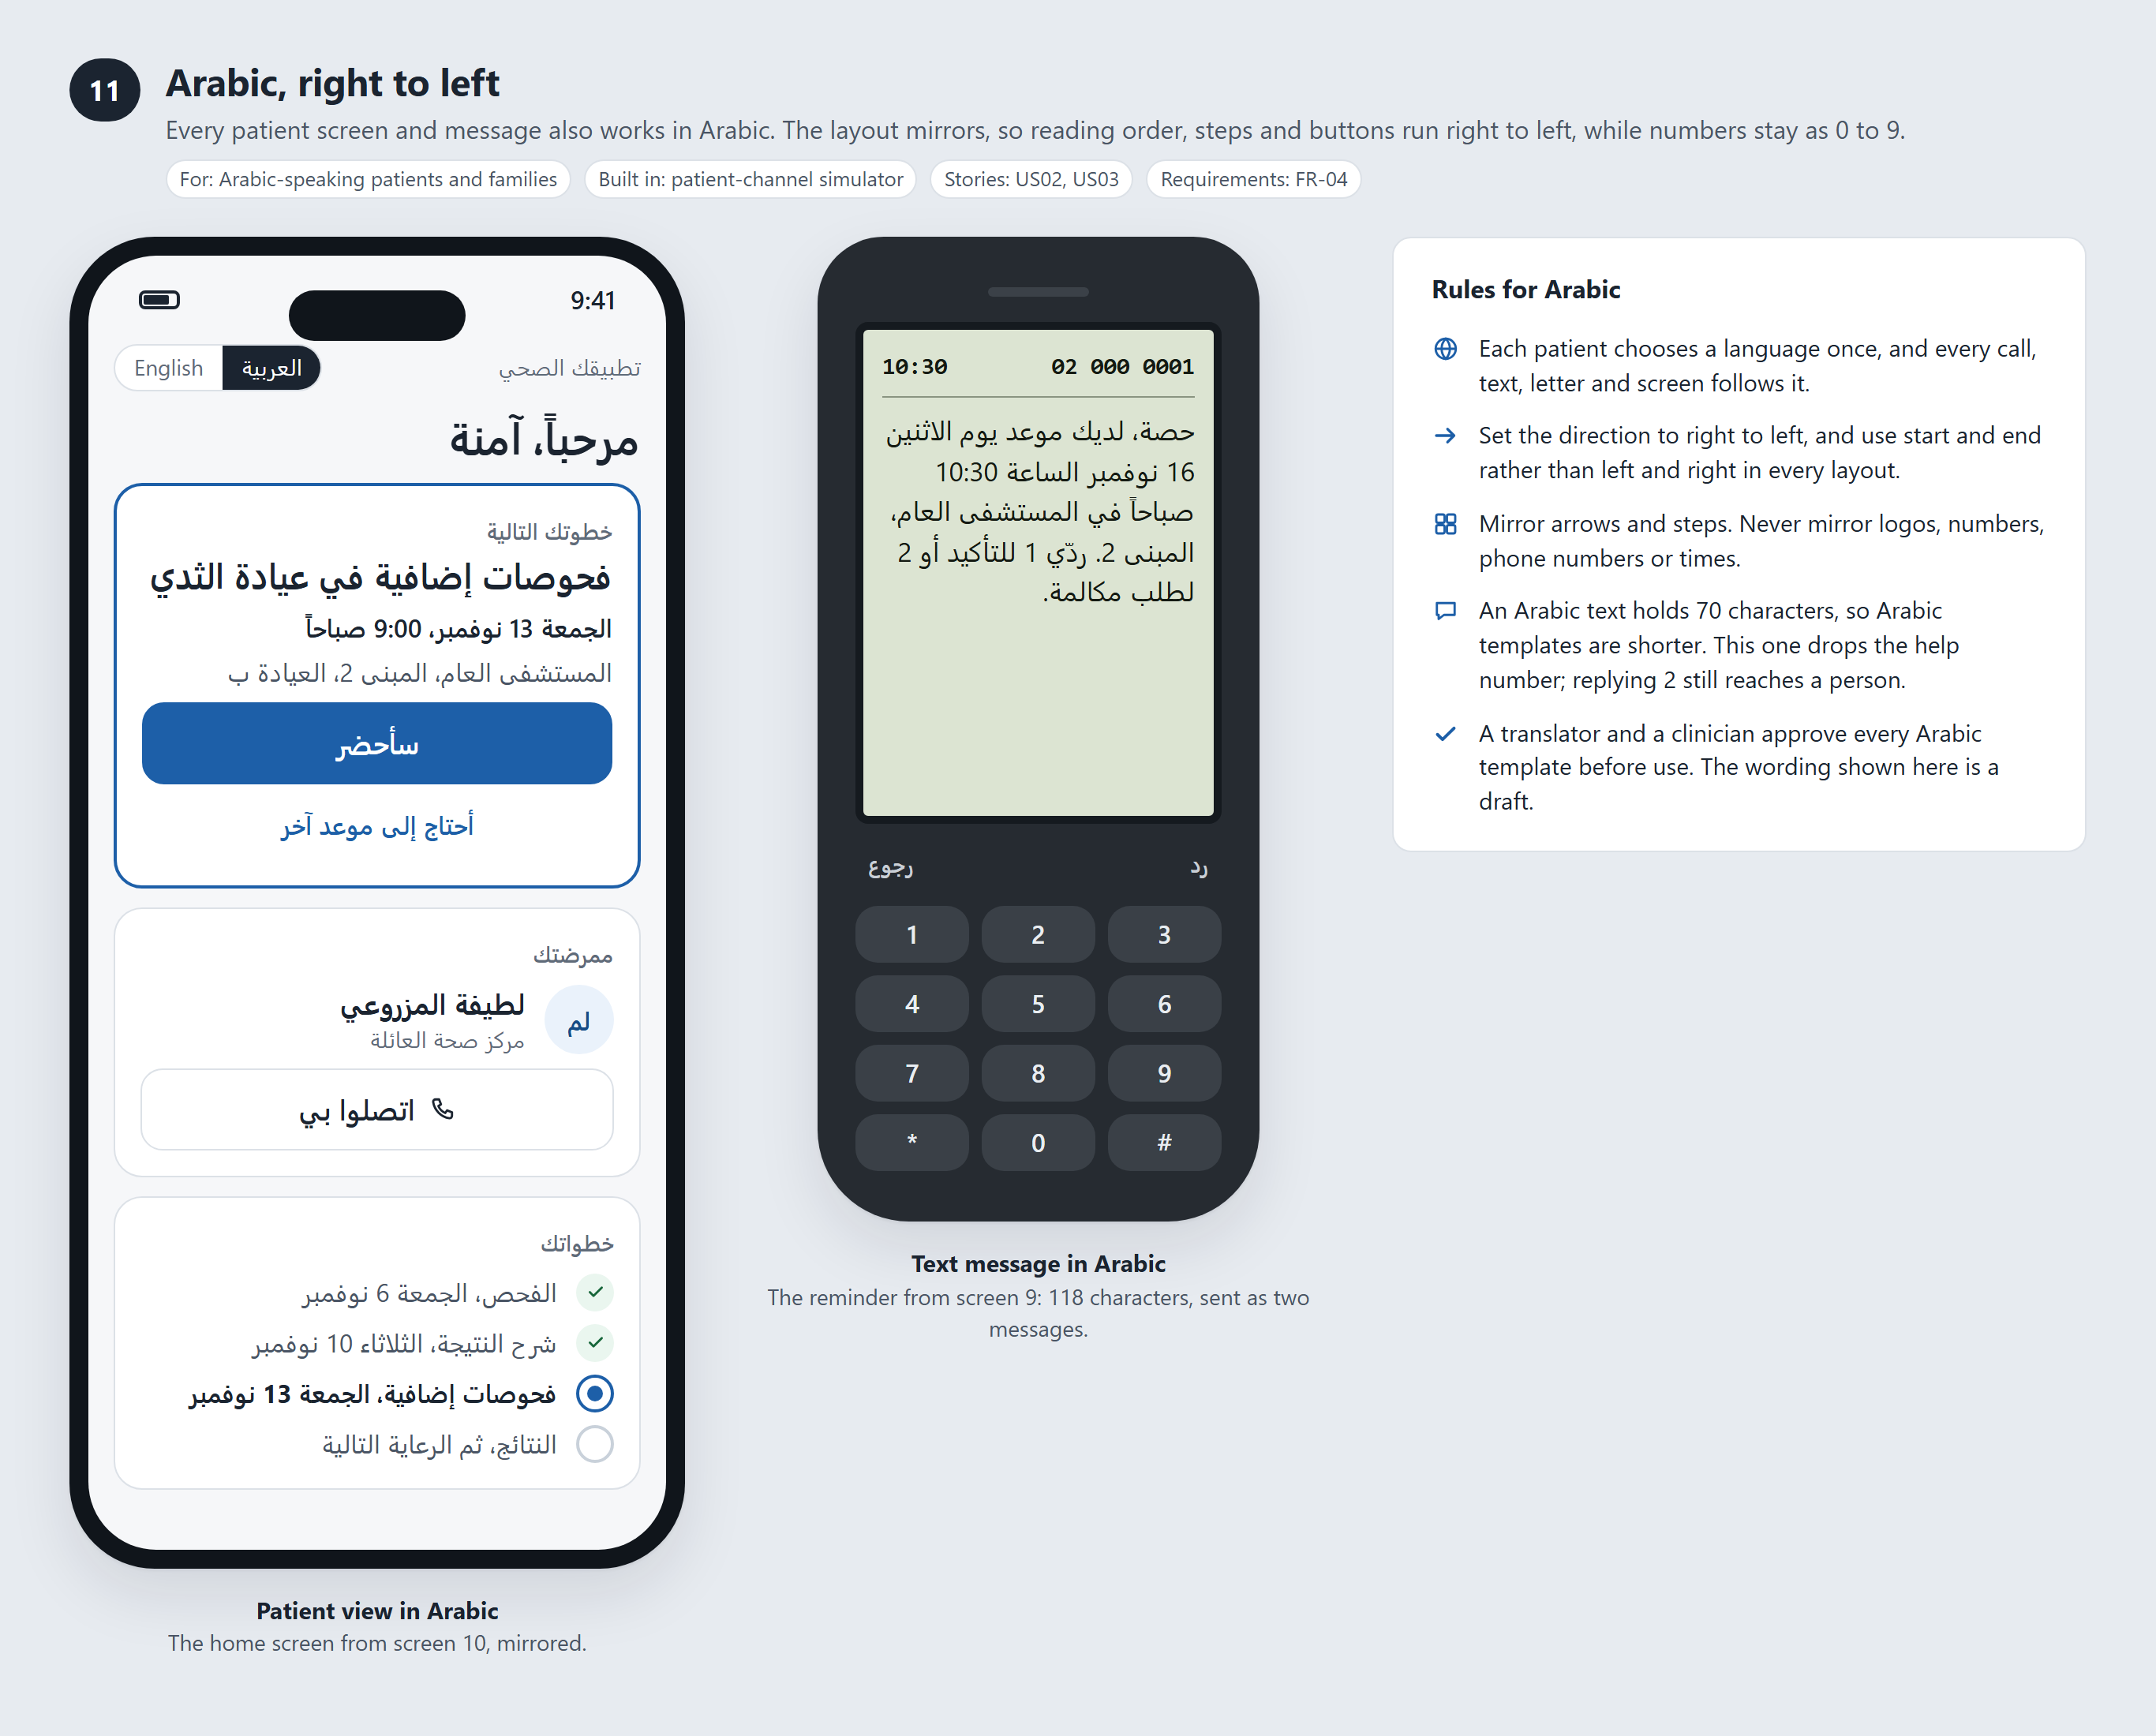 11
Arabic, right to left
Every patient screen and message also works in Arabic. The layout mirrors, so reading order, steps and buttons run right to left, while numbers stay as 0 to 9.
For: Arabic-speaking patients and families
Built in: patient-channel simulator
Stories: US02, US03
Requirements: FR-04
9:41
تطبيقك الصحي
العربية
English
مرحباً، آمنة
خطوتك التالية
فحوصات إضافية في عيادة الثدي
الجمعة 13 نوفمبر، 9:00 صباحاً
المستشفى العام، المبنى 2، العيادة ب
سأحضر
أحتاج إلى موعد آخر
ممرضتك
لم
لطيفة المزروعي
مركز صحة العائلة
اتصلوا بي
خطواتك
الفحص، الجمعة 6 نوفمبر
شرح النتيجة، الثلاثاء 10 نوفمبر
فحوصات إضافية، الجمعة 13 نوفمبر
النتائج، ثم الرعاية التالية
Patient view in Arabic
The home screen from screen 10, mirrored.
10:30
02 000 0001
حصة، لديك موعد يوم الاثنين
16 نوفمبر الساعة 10:30
صباحاً في المستشفى العام،
المبنى 2. ردّي 1 للتأكيد أو 2
لطلب مكالمة.
رد
رجوع
1 2 3
4 5 6
7 8 9
* 0 #
Text message in Arabic
The reminder from screen 9: 118 characters, sent as two
messages.
Rules for Arabic
Each patient chooses a language once, and every call,
text, letter and screen follows it.
Set the direction to right to left, and use start and end
rather than left and right in every layout.
Mirror arrows and steps. Never mirror logos, numbers,
phone numbers or times.
An Arabic text holds 70 characters, so Arabic
templates are shorter. This one drops the help
number; replying 2 still reaches a person.
A translator and a clinician approve every Arabic
template before use. The wording shown here is a
draft.